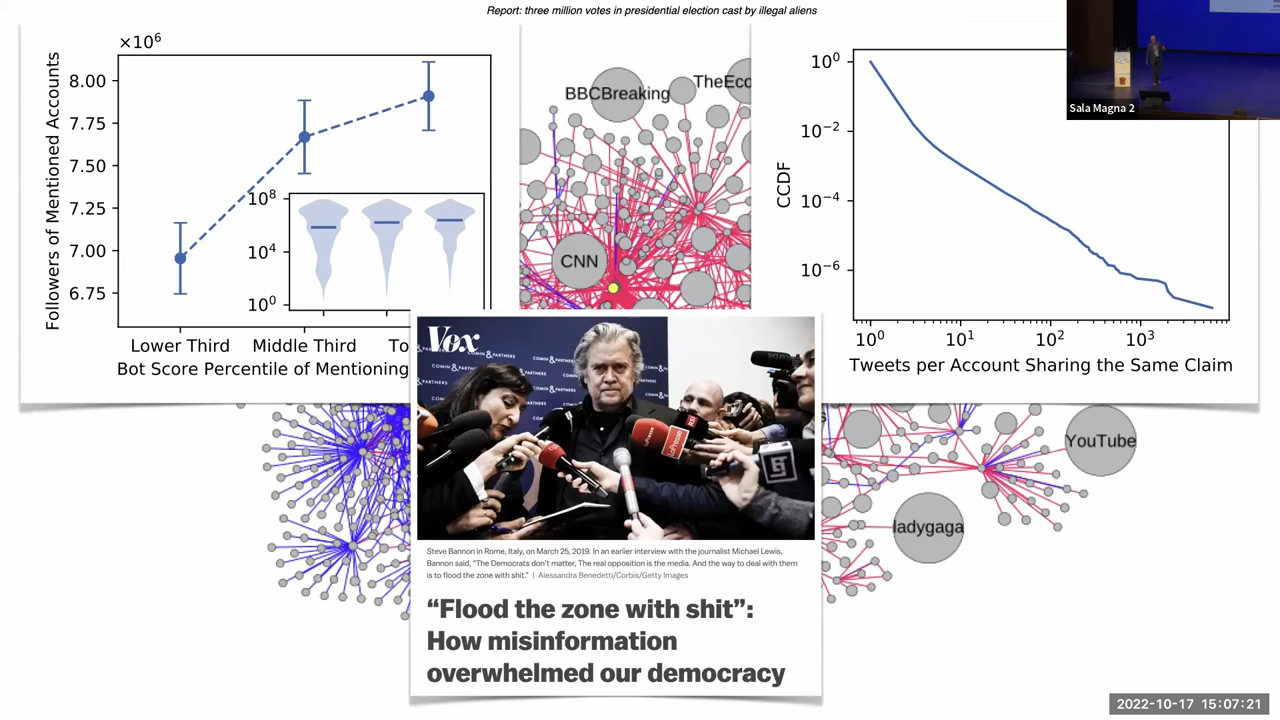 Report: three million votes in presidential election cast by illegal aliens
×10⁶
Followers of Mentioned Accounts
8.00
7.75
7.50
7.25
7.00
6.75
10⁸
10⁴
10⁰
Lower Third
Middle Third
To
Bot Score Percentile of Mentioning
BBCBreaking
TheEco
CNN
Sala Magna 2
CCDF
10⁰
10⁻²
10⁻⁴
10⁻⁶
10⁰
10¹
10²
10³
Tweets per Account Sharing the Same Claim
Vox
COMIN & PARTNERS
YouTube
ladygaga
Steve Bannon in Rome, Italy, on March 25, 2019. In an earlier interview with the journalist Michael Lewis,
Bannon said, “The Democrats don’t matter, The real opposition is the media. And the way to deal with them
is to flood the zone with shit.” | Alessandra Benedetti/Corbis/Getty Images
“Flood the zone with shit”:
How misinformation
overwhelmed our democracy
2022-10-17 15:07:21